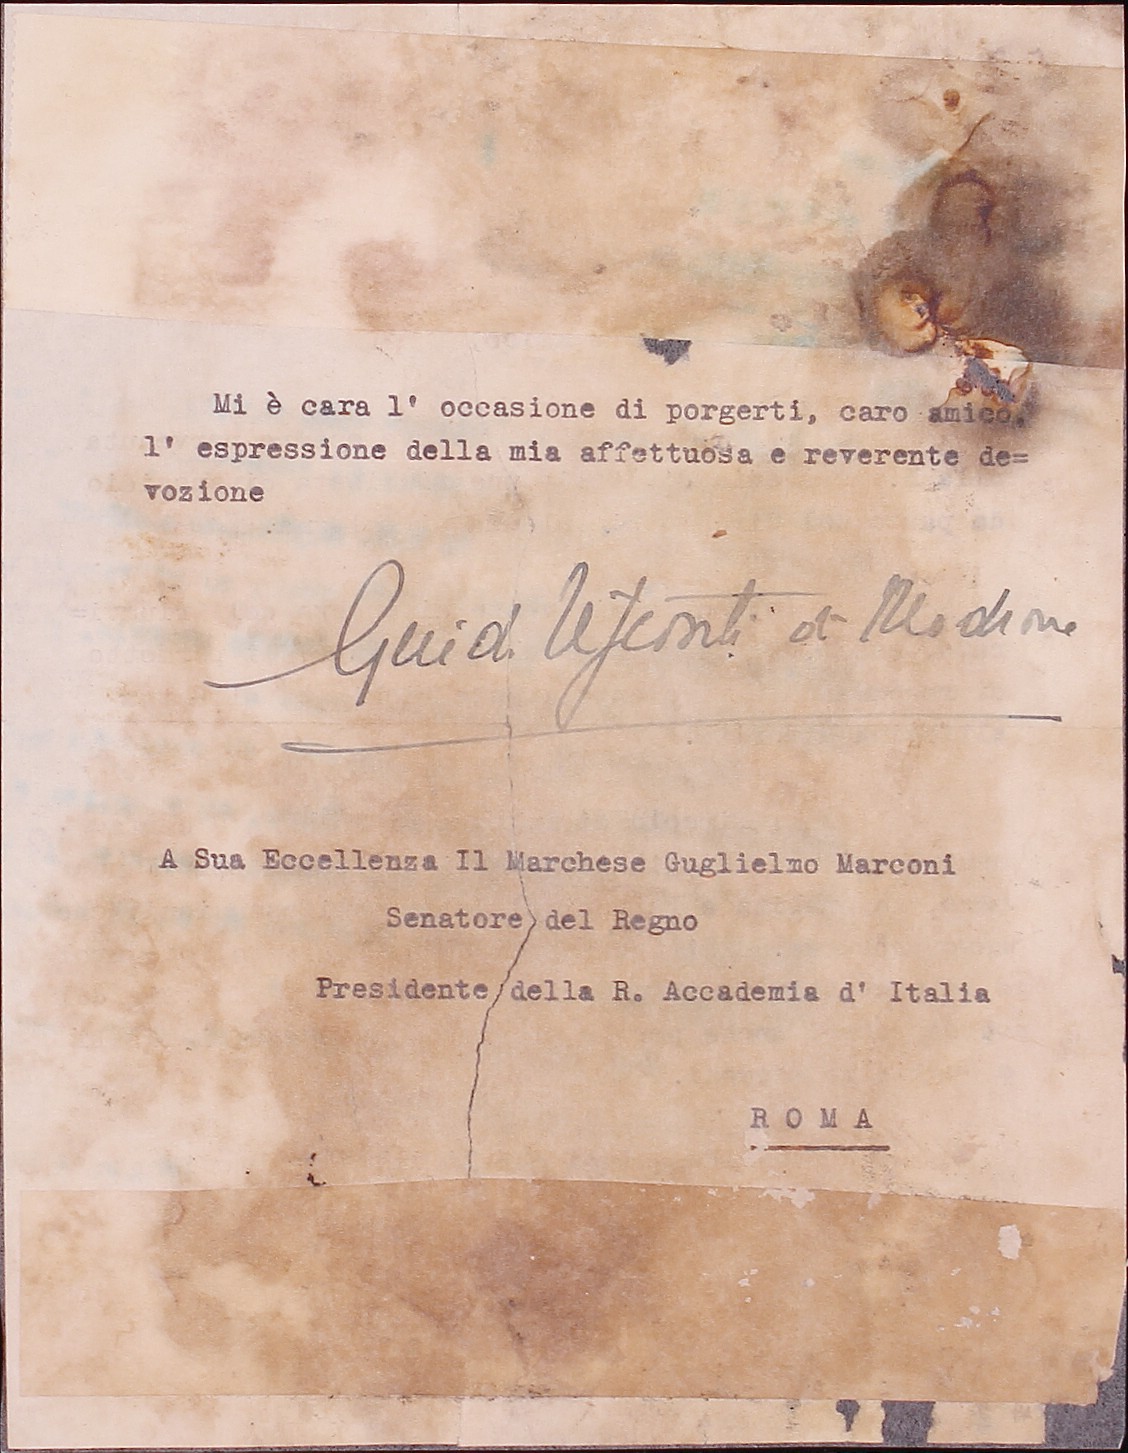 Mi è cara l' occasione di porgerti, caro amico,
l' espressione della mia affettuosa e reverente de=
vozione
Guido Visconti di Modrone
A Sua Eccellenza Il Marchese Guglielmo Marconi
Senatore del Regno
Presidente della R. Accademia d' Italia
ROMA